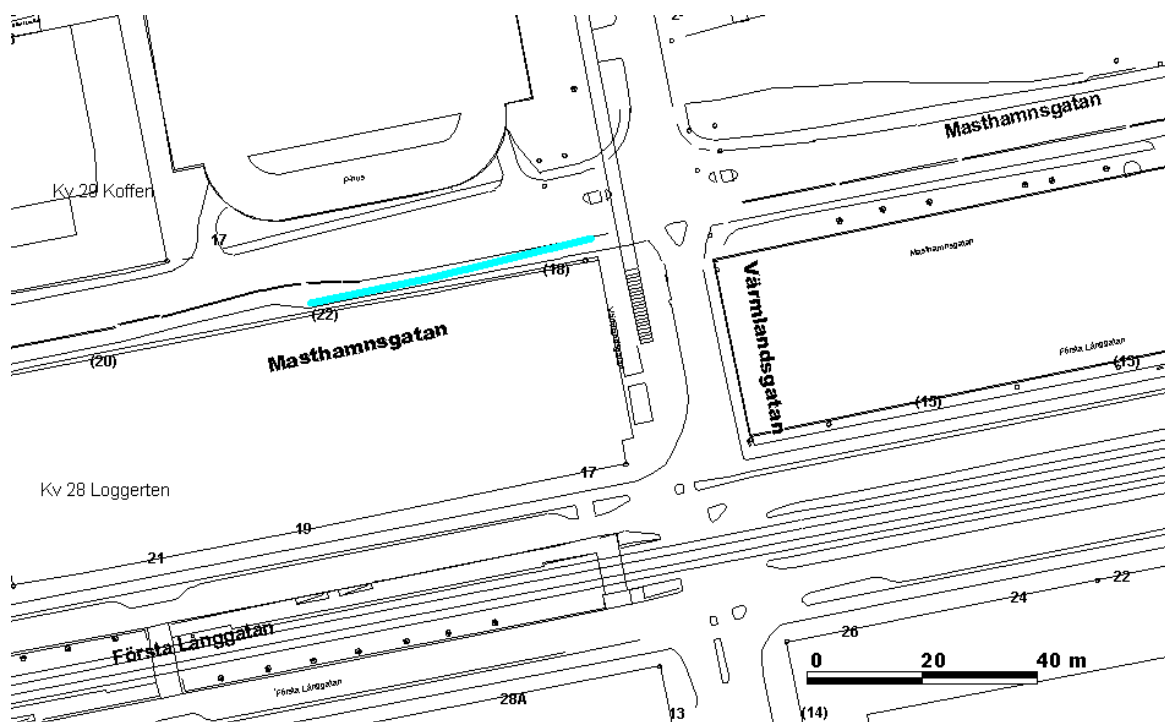 Masthamnsgatan
Kv 29 Koffen
p-hus
17
Masthamnsgatan
(18)
(22)
Masthamnsgatan
(20)
Värmlandsgatan
Första Långgatan
(13)
(15)
17
Kv 28 Loggerten
19
21
22
24
26
Första Långgatan
Första Långgatan
28A
13
(14)
0 20 40 m